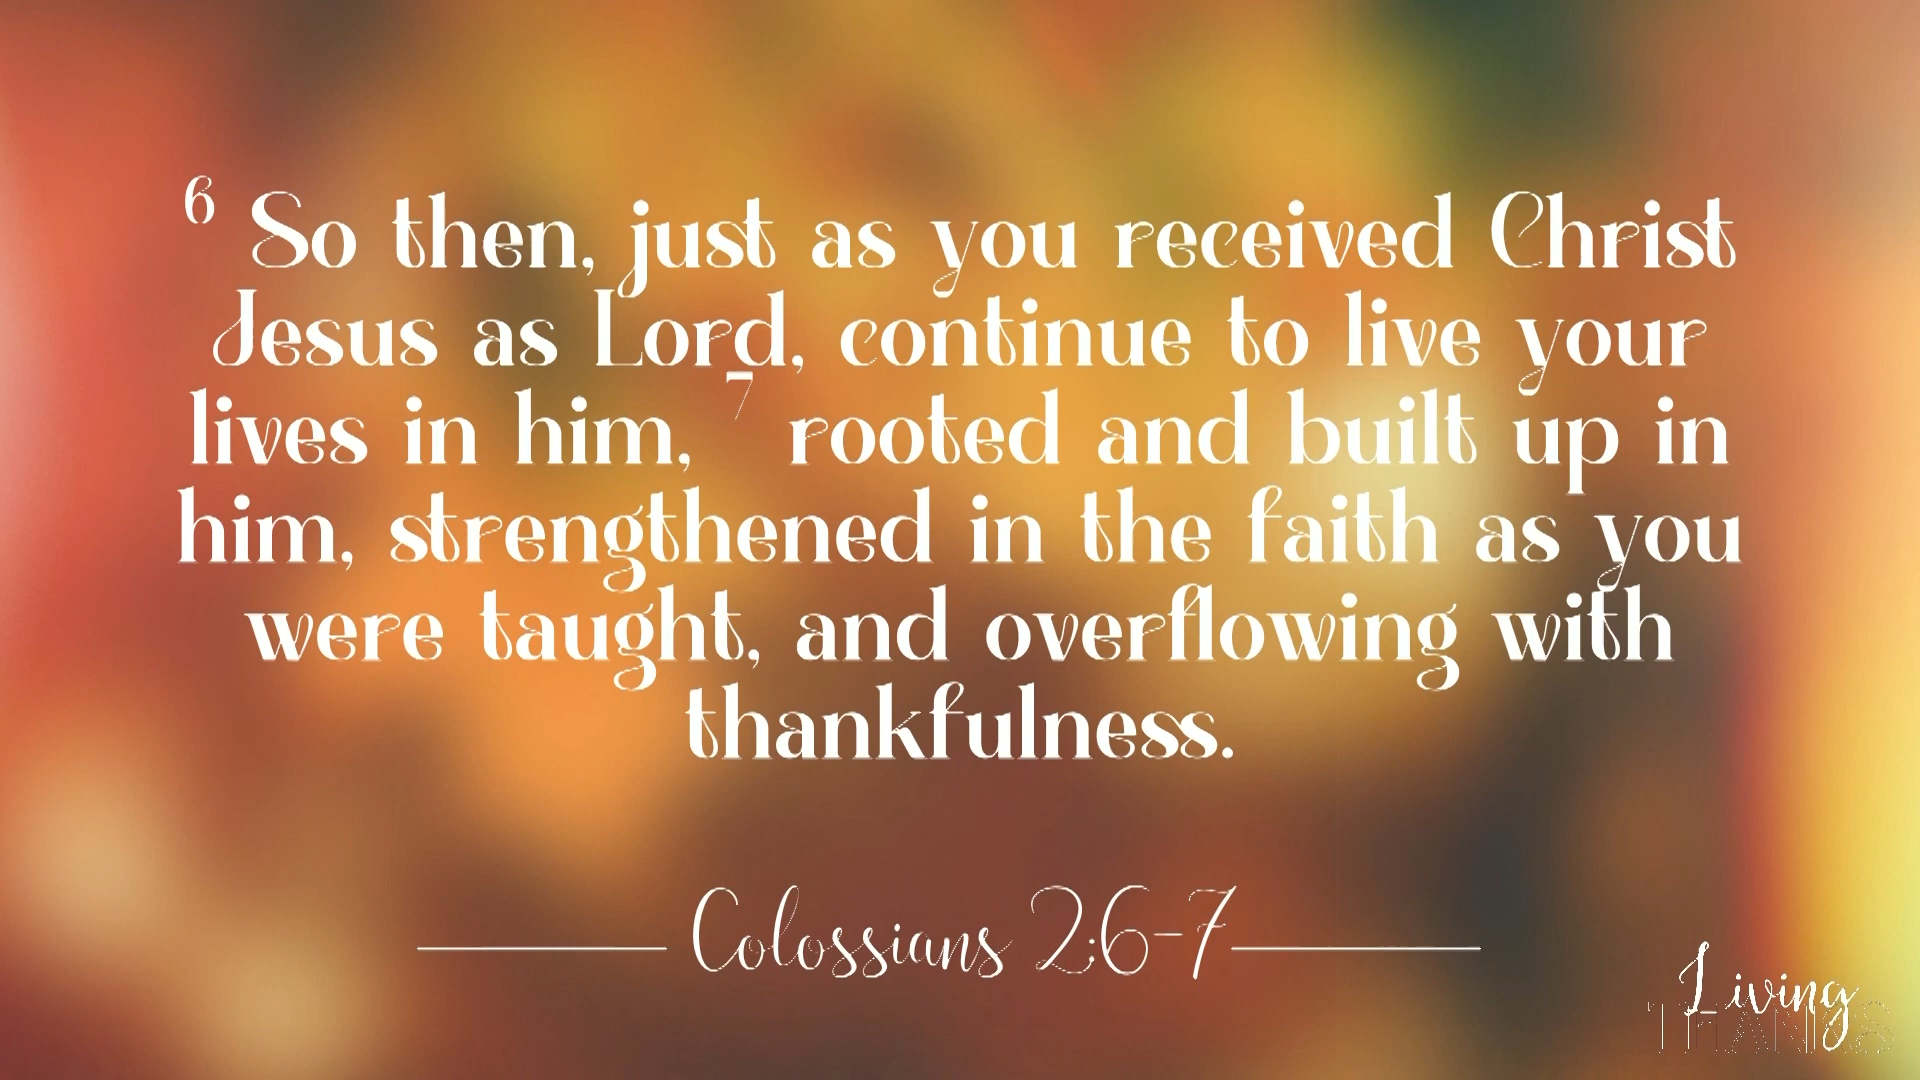 6 So then, just as you received Christ
Jesus as Lord, continue to live your
lives in him, 7 rooted and built up in
him, strengthened in the faith as you
were taught, and overflowing with
thankfulness.
Colossians 2:6-7
Living
THANKS